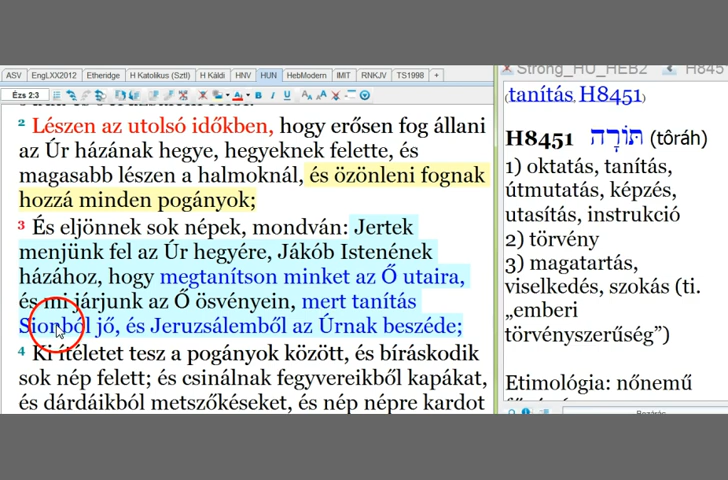 Strong_HU_HEB2 H845
ASV EngLXX2012 Etheridge H Katolikus (Sztl) H Káldi HNV HUN HebModern IMIT RNKJV TS1998 +
Ézs 2:3
2 Lészen az utolsó időkben, hogy erősen fog állani
az Úr házának hegye, hegyeknek felette, és
magasabb lészen a halmoknál, és özönleni fognak
hozzá minden pogányok;
3 És eljönnek sok népek, mondván: Jertek
menjünk fel az Úr hegyére, Jákób Istenének
házához, hogy megtanítson minket az Ő utaira,
és mi járjunk az Ő ösvényein, mert tanítás
Sionból jő, és Jeruzsálemből az Úrnak beszéde;
4 Ki ítéletet tesz a pogányok között, és bíráskodik
sok nép felett; és csinálnak fegyvereikből kapákat,
és dárdáikból metszőkéseket, és nép népre kardot
(tanítás, H8451)
H8451 תּוֹרָה (tôráh)
1) oktatás, tanítás,
útmutatás, képzés,
utasítás, instrukció
2) törvény
3) magatartás,
viselkedés, szokás (ti.
„emberi
törvényszerűség”)
Etimológia: nőnemű
Bezárás